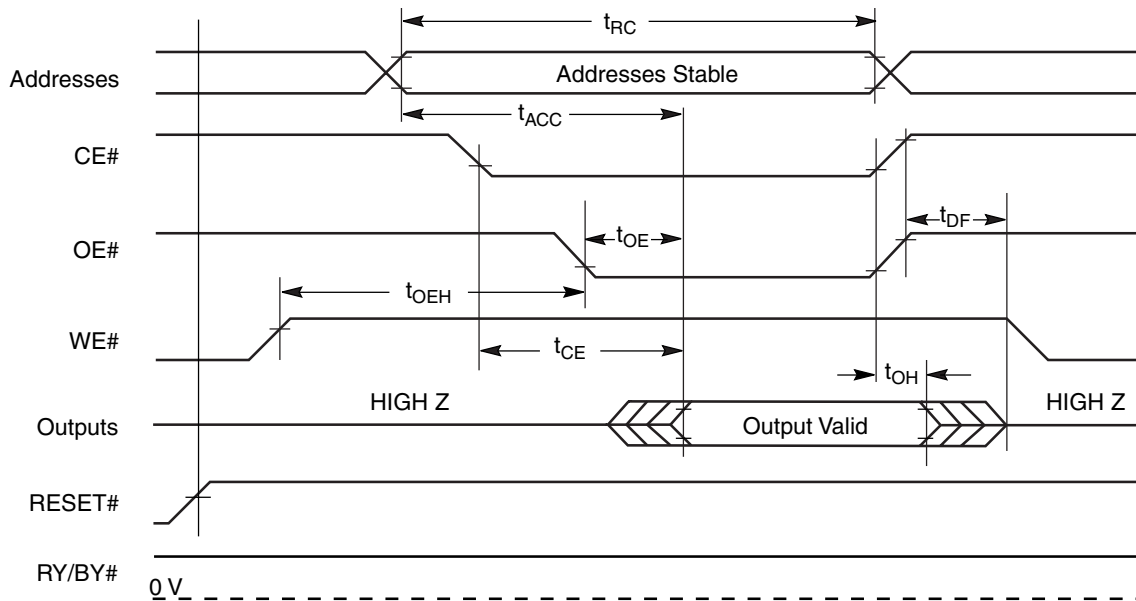 tRC
Addresses
Addresses Stable
tACC
CE#
tDF
OE#
tOE
tOEH
WE#
tCE
tOH
HIGH Z
HIGH Z
Outputs
Output Valid
RESET#
RY/BY#
0 V